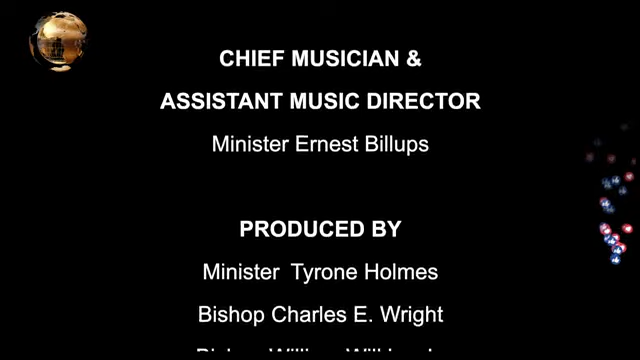 CHIEF MUSICIAN &
ASSISTANT MUSIC DIRECTOR
Minister Ernest Billups
PRODUCED BY
Minister Tyrone Holmes
Bishop Charles E. Wright